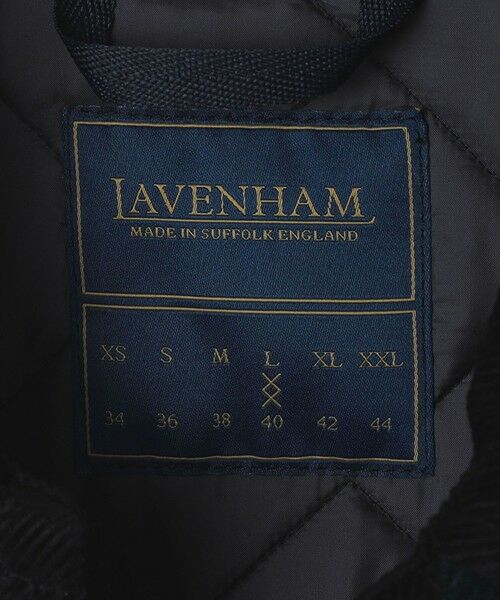 LAVENHAM
MADE IN SUFFOLK ENGLAND
XS S M L XL XXL
34 36 38 40 42 44